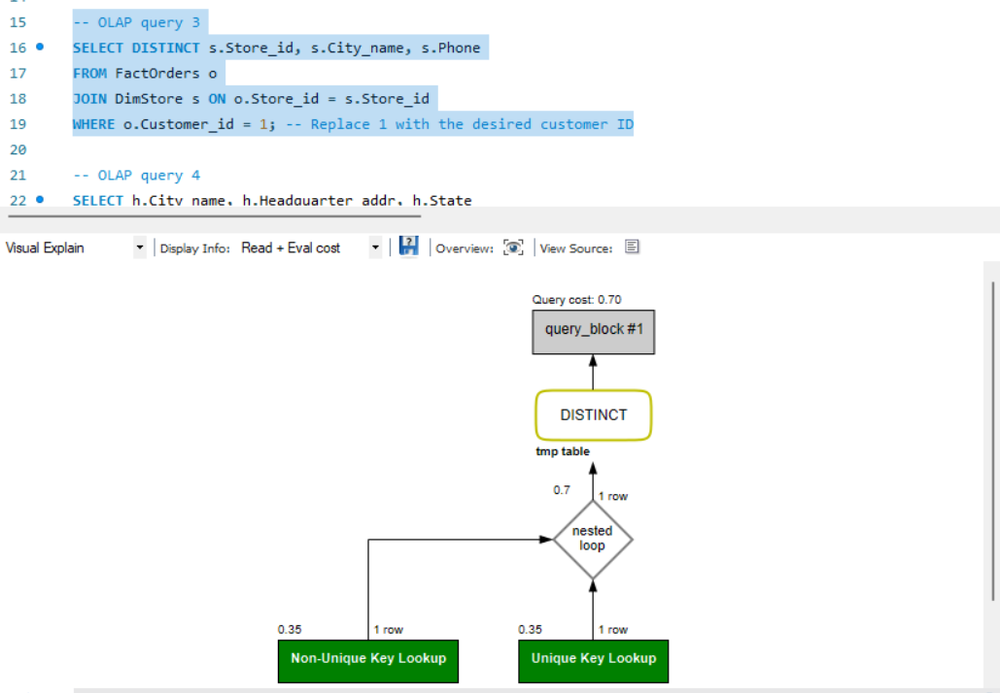 15 -- OLAP query 3
16 SELECT DISTINCT s.Store_id, s.City_name, s.Phone
17 FROM FactOrders o
18 JOIN DimStore s ON o.Store_id = s.Store_id
19 WHERE o.Customer_id = 1; -- Replace 1 with the desired customer ID
20
21 -- OLAP query 4
22 SELECT h.City_name, h.Headquarter_addr, h.State
Visual Explain Display Info: Read + Eval cost Overview: View Source:
Query cost: 0.70
query_block #1
DISTINCT
tmp table
0.7 1 row
nested
loop
0.35 1 row 0.35 1 row
Non-Unique Key Lookup Unique Key Lookup